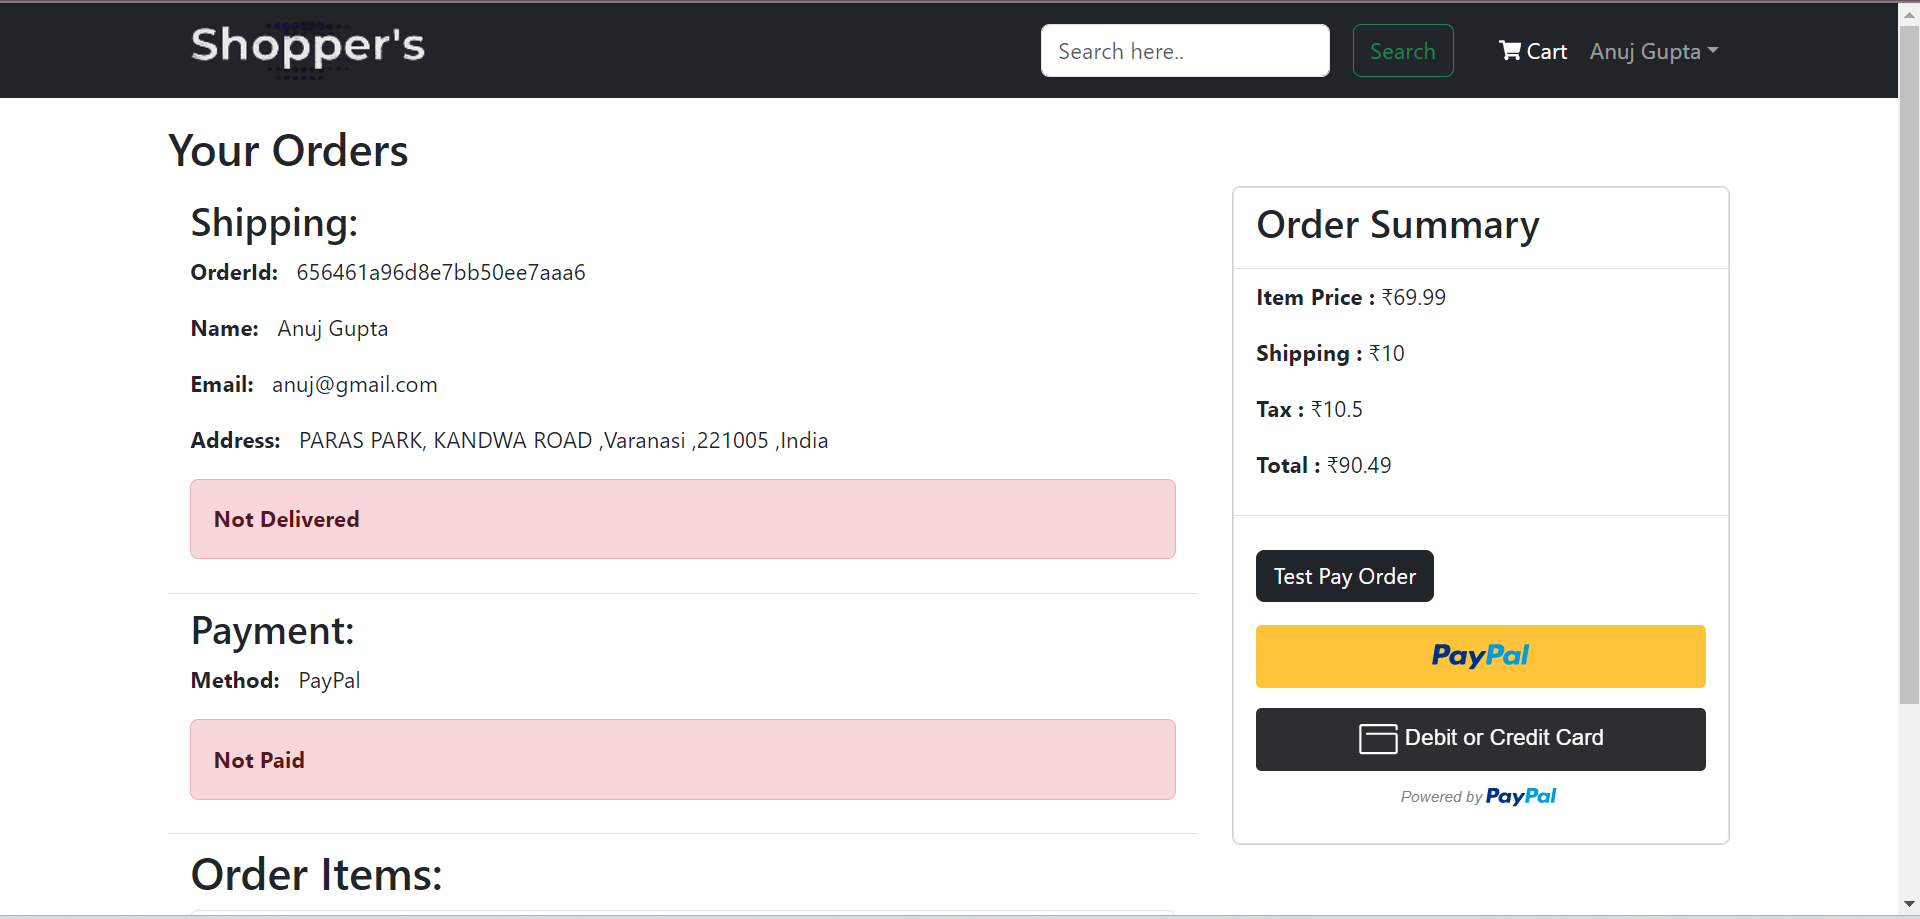 Shopper's
Search here..
Search
Cart
Anuj Gupta
Your Orders
Shipping:
OrderId: 656461a96d8e7bb50ee7aaa6
Name: Anuj Gupta
Email: anuj@gmail.com
Address: PARAS PARK, KANDWA ROAD ,Varanasi ,221005 ,India
Not Delivered
Payment:
Method: PayPal
Not Paid
Order Items:
Order Summary
Item Price : ₹69.99
Shipping : ₹10
Tax : ₹10.5
Total : ₹90.49
Test Pay Order
PayPal
Debit or Credit Card
Powered by PayPal